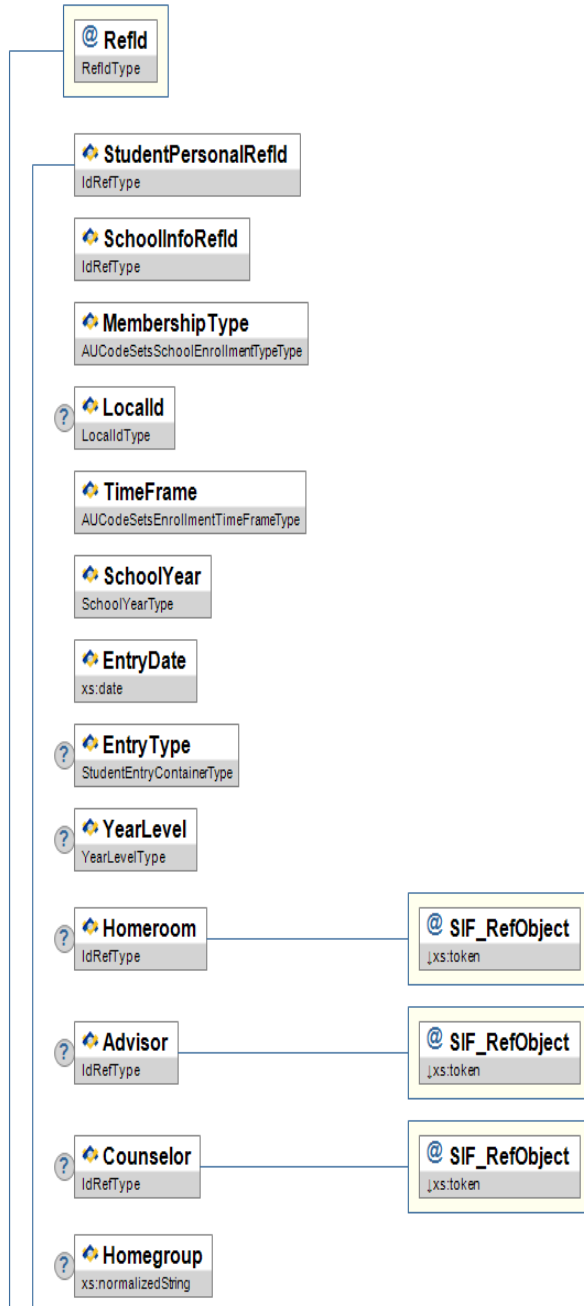 @ RefId
RefIdType
StudentPersonalRefId
IdRefType
SchoolInfoRefId
IdRefType
MembershipType
AUCodeSetsSchoolEnrollmentTypeType
? LocalId
LocalIdType
TimeFrame
AUCodeSetsEnrollmentTimeFrameType
SchoolYear
SchoolYearType
EntryDate
xs:date
? EntryType
StudentEntryContainerType
? YearLevel
YearLevelType
? Homeroom @ SIF_RefObject
IdRefType ↓xs:token
? Advisor @ SIF_RefObject
IdRefType ↓xs:token
? Counselor @ SIF_RefObject
IdRefType ↓xs:token
? Homegroup
xs:normalizedString